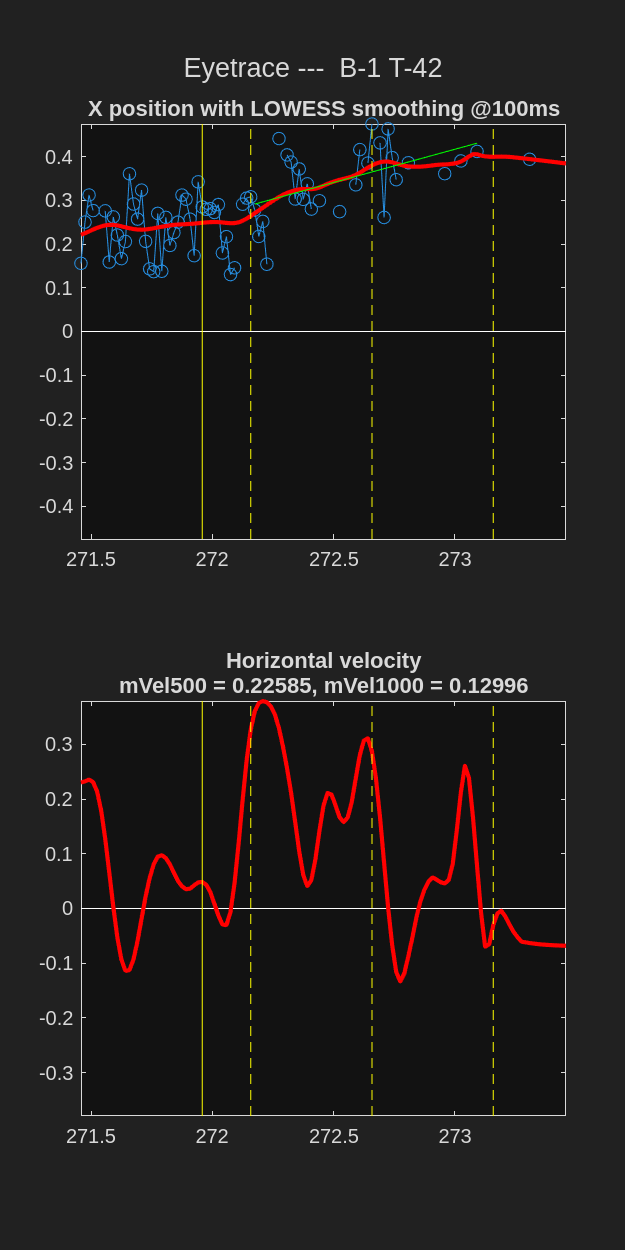 Eyetrace ---  B-1 T-42
X position with LOWESS smoothing @100ms
0.4
0.3
0.2
0.1
0
-0.1
-0.2
-0.3
-0.4
271.5 272 272.5 273
Horizontal velocity
mVel500 = 0.22585, mVel1000 = 0.12996
0.3
0.2
0.1
0
-0.1
-0.2
-0.3
271.5 272 272.5 273